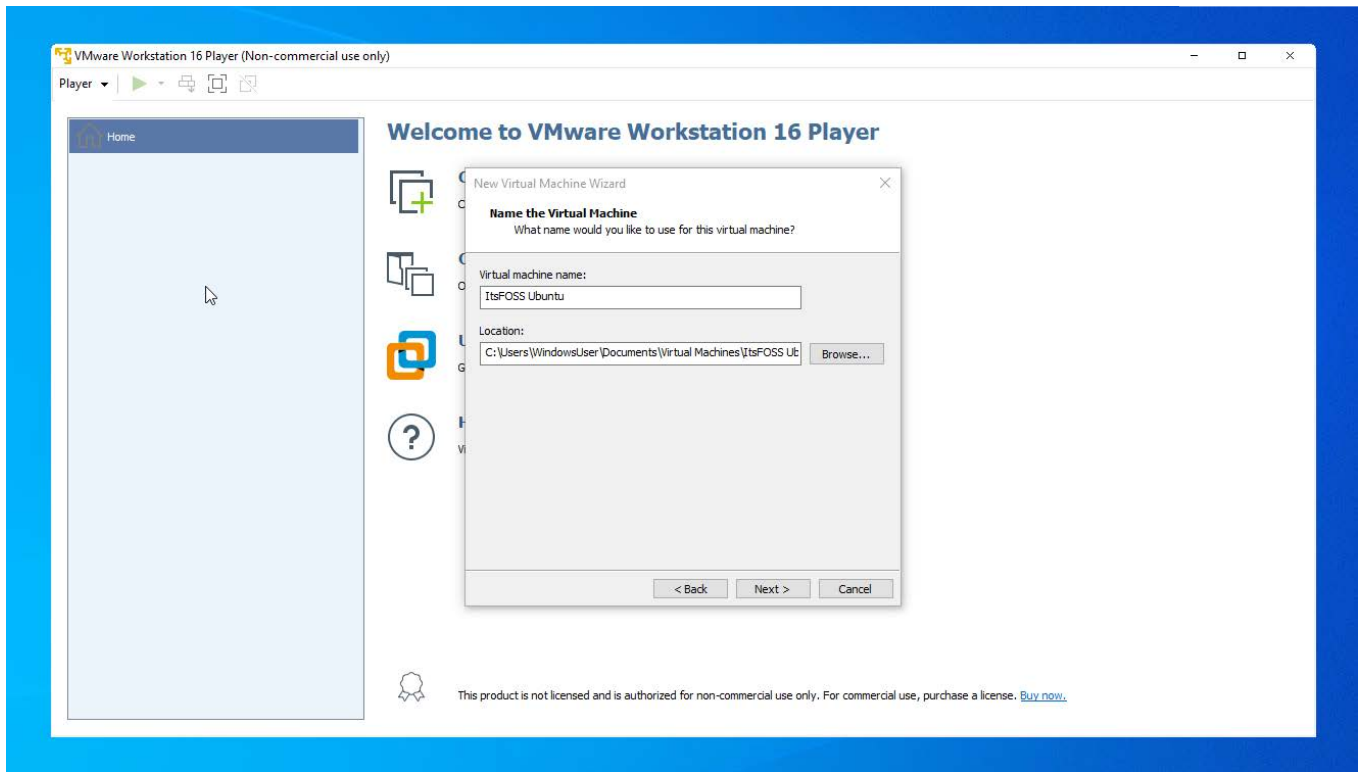 VMware Workstation 16 Player (Non-commercial use only)
Player
Home
Welcome to VMware Workstation 16 Player
New Virtual Machine Wizard
Name the Virtual Machine
What name would you like to use for this virtual machine?
Virtual machine name:
ItsFOSS Ubuntu
Location:
C:\Users\WindowsUser\Documents\Virtual Machines\ItsFOSS Ub
Browse...
< Back Next > Cancel
This product is not licensed and is authorized for non-commercial use only. For commercial use, purchase a license. Buy now.